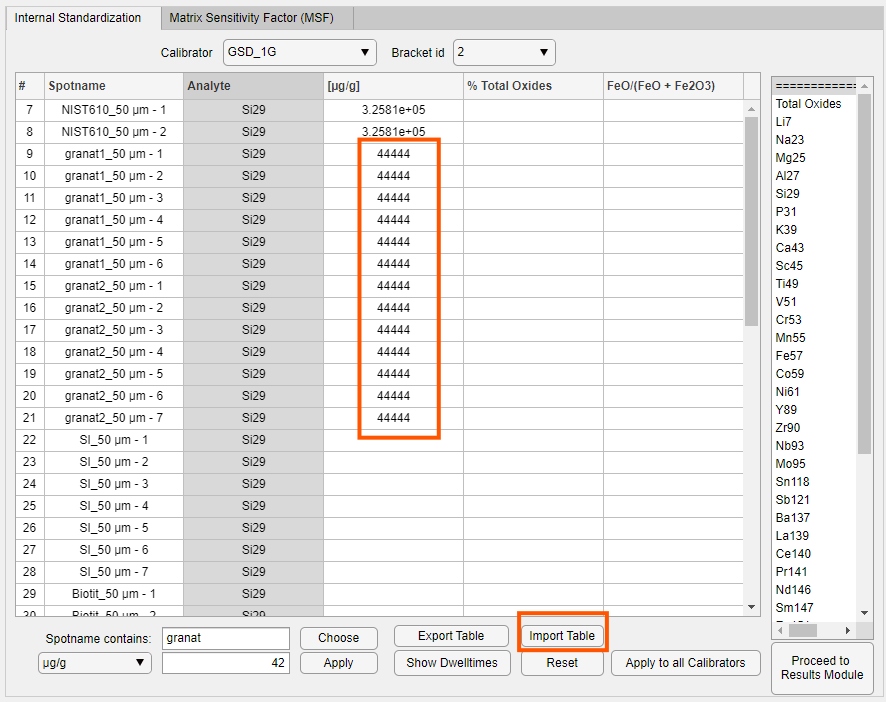 Internal Standardization Matrix Sensitivity Factor (MSF)
Calibrator GSD_1G Bracket id 2
# Spotname Analyte [µg/g] % Total Oxides FeO/(FeO + Fe2O3)
7 NIST610_50 µm - 1 Si29 3.2581e+05
8 NIST610_50 µm - 2 Si29 3.2581e+05
9 granat1_50 µm - 1 Si29 44444
10 granat1_50 µm - 2 Si29 44444
11 granat1_50 µm - 3 Si29 44444
12 granat1_50 µm - 4 Si29 44444
13 granat1_50 µm - 5 Si29 44444
14 granat1_50 µm - 6 Si29 44444
15 granat2_50 µm - 1 Si29 44444
16 granat2_50 µm - 2 Si29 44444
17 granat2_50 µm - 3 Si29 44444
18 granat2_50 µm - 4 Si29 44444
19 granat2_50 µm - 5 Si29 44444
20 granat2_50 µm - 6 Si29 44444
21 granat2_50 µm - 7 Si29 44444
22 SI_50 µm - 1 Si29
23 SI_50 µm - 2 Si29
24 SI_50 µm - 3 Si29
25 SI_50 µm - 4 Si29
26 SI_50 µm - 5 Si29
27 SI_50 µm - 6 Si29
28 SI_50 µm - 7 Si29
29 Biotit_50 µm - 1 Si29
30 Biotit_50 µm - 2 Si29
============
Total Oxides
Li7
Na23
Mg25
Al27
Si29
P31
K39
Ca43
Sc45
Ti49
V51
Cr53
Mn55
Fe57
Co59
Ni61
Y89
Zr90
Nb93
Mo95
Sn118
Sb121
Ba137
La139
Ce140
Pr141
Nd146
Sm147
Spotname contains: granat Choose Export Table Import Table
µg/g 42 Apply Show Dwelltimes Reset Apply to all Calibrators
Proceed to
Results Module